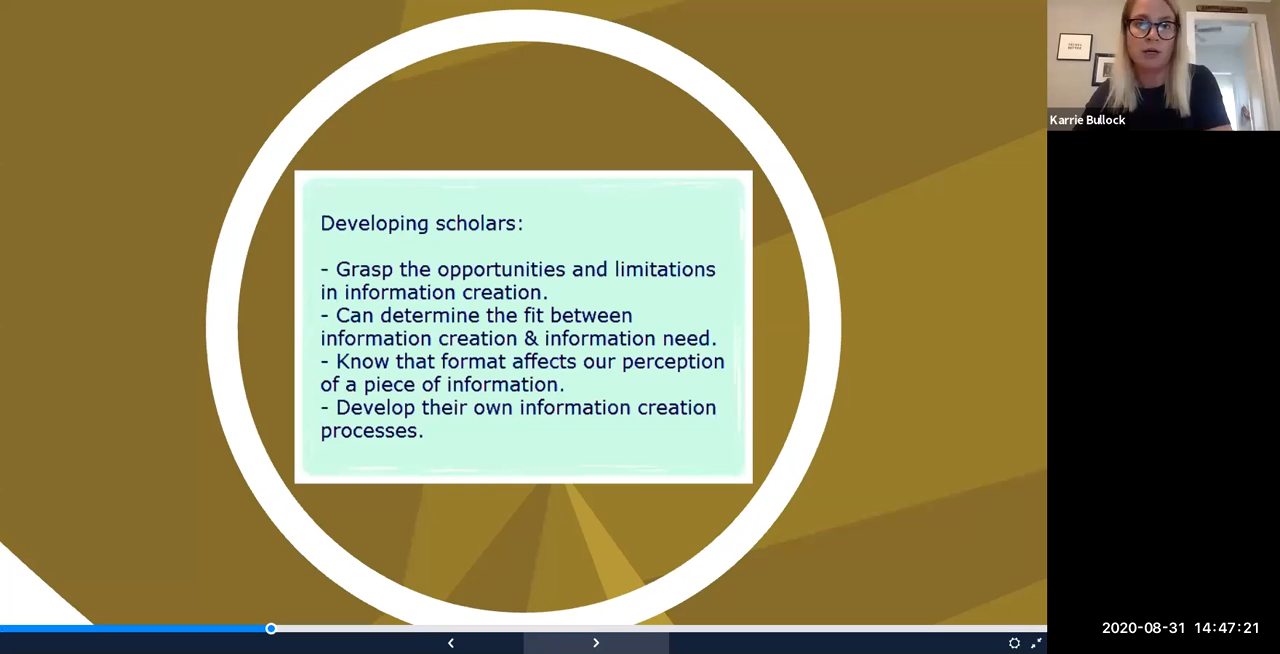 Developing scholars:
- Grasp the opportunities and limitations
in information creation.
- Can determine the fit between
information creation & information need.
- Know that format affects our perception
of a piece of information.
- Develop their own information creation
processes.
Karrie Bullock
2020-08-31 14:47:21